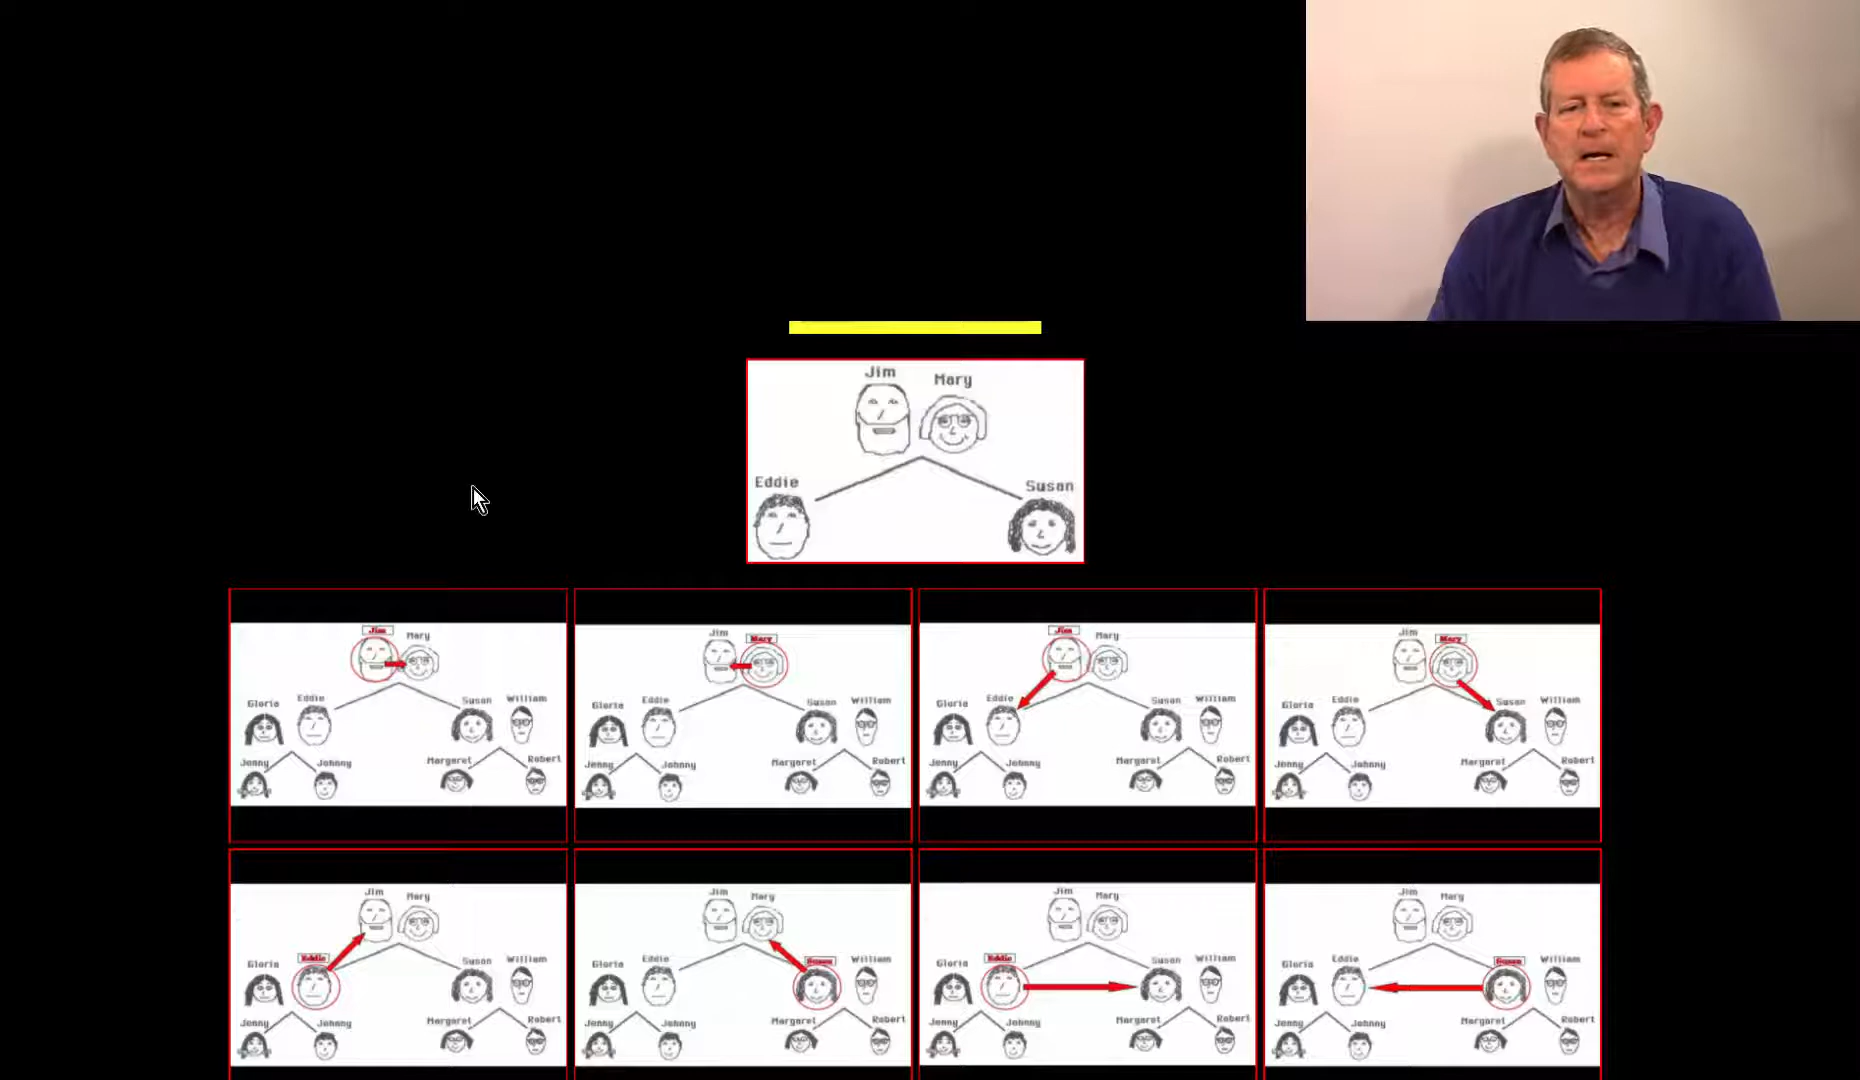 Jim
Mary
Eddie
Susan
Jim
Mary
Gloria
Eddie
Susan
William
Jenny
Johnny
Margaret
Robert
Jim
Mary
Gloria
Eddie
Susan
William
Jenny
Johnny
Margaret
Robert
Jim
Mary
Gloria
Eddie
Susan
William
Jenny
Johnny
Margaret
Robert
Jim
Mary
Gloria
Eddie
Susan
William
Jenny
Johnny
Margaret
Robert
Jim
Mary
Gloria
Eddie
Susan
William
Jenny
Johnny
Margaret
Robert
Jim
Mary
Gloria
Eddie
Susan
William
Jenny
Johnny
Margaret
Robert
Jim
Mary
Gloria
Eddie
Susan
William
Jenny
Johnny
Margaret
Robert
Jim
Mary
Gloria
Eddie
Susan
William
Jenny
Johnny
Margaret
Robert